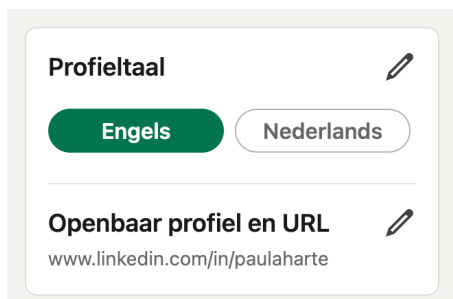 Profieltaal
Engels
Nederlands
Openbaar profiel en URL
www.linkedin.com/in/paulaharte